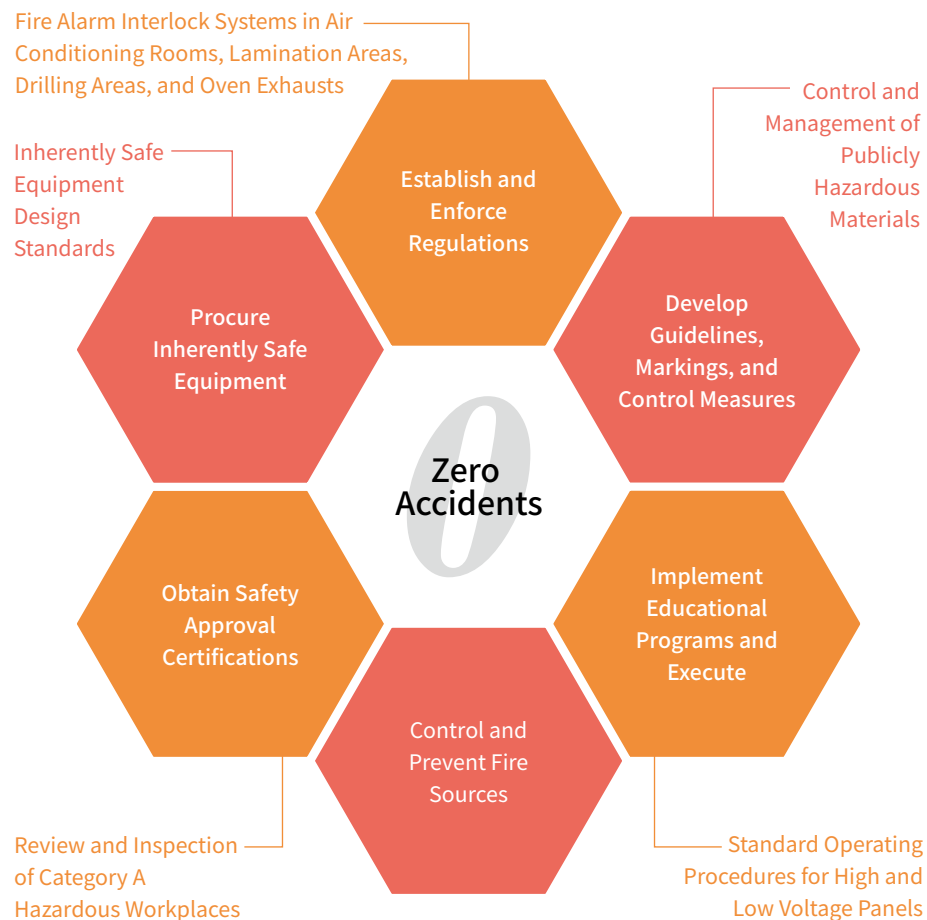 Fire Alarm Interlock Systems in Air
Conditioning Rooms, Lamination Areas,
Drilling Areas, and Oven Exhausts
Control and
Management of
Publicly
Hazardous
Materials
Inherently Safe
Equipment
Design
Standards
Establish and
Enforce
Regulations
Procure
Inherently Safe
Equipment
Develop
Guidelines,
Markings, and
Control Measures
0
Zero
Accidents
Obtain Safety
Approval
Certifications
Implement
Educational
Programs and
Execute
Control and
Prevent Fire
Sources
Review and Inspection
of Category A
Hazardous Workplaces
Standard Operating
Procedures for High and
Low Voltage Panels